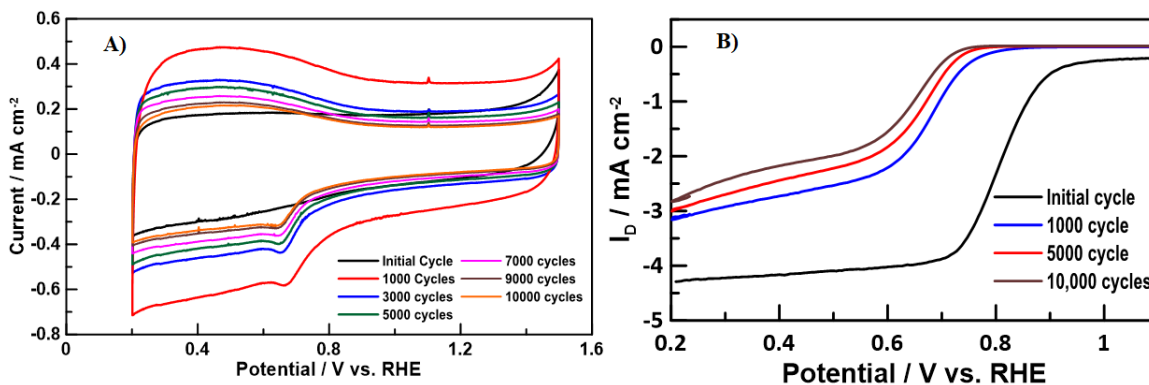 A)
Current / mA cm-2
0.6
0.4
0.2
0
-0.2
-0.4
-0.6
-0.8
Initial Cycle
1000 Cycles
3000 cycles
5000 cycles
7000 cycles
9000 cycles
10000 cycles
0
0.4
0.8
1.2
1.6
Potential / V vs. RHE
B)
ID / mA cm-2
0
-1
-2
-3
-4
-5
Initial cycle
1000 cycle
5000 cycle
10,000 cycles
0.2
0.4
0.6
0.8
1
Potential / V vs. RHE